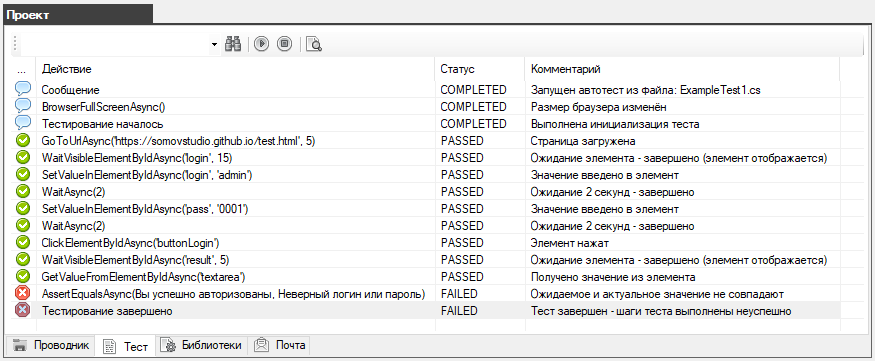 Проект
... Действие Статус Комментарий
Сообщение COMPLETED Запущен автотест из файла: ExampleTest1.cs
BrowserFullScreenAsync() COMPLETED Размер браузера изменён
Тестирование началось COMPLETED Выполнена инициализация теста
GoToUrlAsync('https://somovstudio.github.io/test.html', 5) PASSED Страница загружена
WaitVisibleElementByIdAsync('login', 15) PASSED Ожидание элемента - завершено (элемент отображается)
SetValueInElementByIdAsync('login', 'admin') PASSED Значение введено в элемент
WaitAsync(2) PASSED Ожидание 2 секунд - завершено
SetValueInElementByIdAsync('pass', '0001') PASSED Значение введено в элемент
WaitAsync(2) PASSED Ожидание 2 секунд - завершено
ClickElementByIdAsync('buttonLogin') PASSED Элемент нажат
WaitVisibleElementByIdAsync('result', 5) PASSED Ожидание элемента - завершено (элемент отображается)
GetValueFromElementByIdAsync('textarea') PASSED Получено значение из элемента
AssertEqualsAsync(Вы успешно авторизованы, Неверный логин или пароль) FAILED Ожидаемое и актуальное значение не совпадают
Тестирование завершено FAILED Тест завершен - шаги теста выполнены неуспешно
Проводник Тест Библиотеки Почта